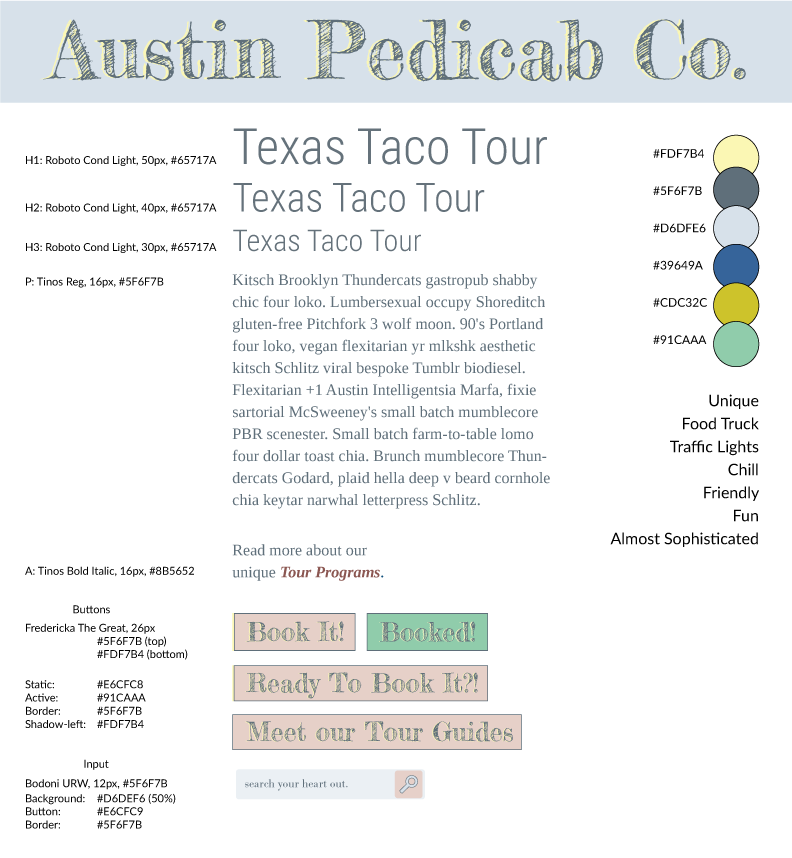 Austin Pedicab Co.
H1: Roboto Cond Light, 50px, #65717A
Texas Taco Tour
H2: Roboto Cond Light, 40px, #65717A
Texas Taco Tour
H3: Roboto Cond Light, 30px, #65717A
Texas Taco Tour
P: Tinos Reg, 16px, #5F6F7B
Kitsch Brooklyn Thundercats gastropub shabby
chic four loko. Lumbersexual occupy Shoreditch
gluten-free Pitchfork 3 wolf moon. 90's Portland
four loko, vegan flexitarian yr mlkshk aesthetic
kitsch Schlitz viral bespoke Tumblr biodiesel.
Flexitarian +1 Austin Intelligentsia Marfa, fixie
sartorial McSweeney's small batch mumblecore
PBR scenester. Small batch farm-to-table lomo
four dollar toast chia. Brunch mumblecore Thun-
dercats Godard, plaid hella deep v beard cornhole
chia keytar narwhal letterpress Schlitz.
Read more about our
unique Tour Programs.
A: Tinos Bold Italic, 16px, #8B5652
#FDF7B4
#5F6F7B
#D6DFE6
#39649A
#CDC32C
#91CAAA
Unique
Food Truck
Traffic Lights
Chill
Friendly
Fun
Almost Sophisticated
Buttons
Fredericka The Great, 26px
#5F6F7B (top)
#FDF7B4 (bottom)
Static: #E6CFC8
Active: #91CAAA
Border: #5F6F7B
Shadow-left: #FDF7B4
Book It!
Booked!
Ready To Book It?!
Meet our Tour Guides
Input
Bodoni URW, 12px, #5F6F7B
Background: #D6DEF6 (50%)
Button: #E6CFC9
Border: #5F6F7B
search your heart out.